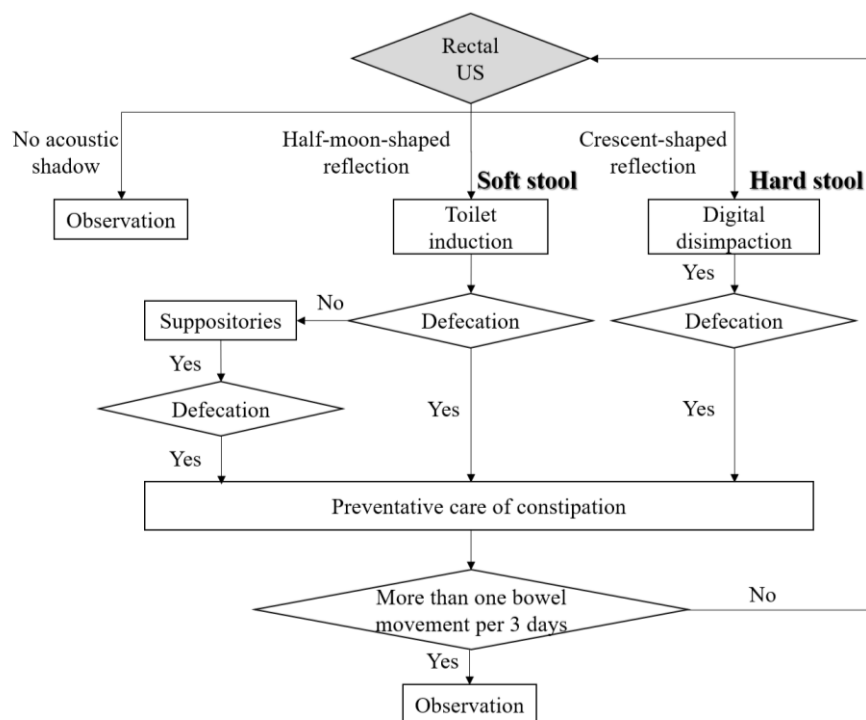 Rectal
US
No acoustic
shadow
Half-moon-shaped
reflection
Crescent-shaped
reflection
Soft stool
Hard stool
Observation
Toilet
induction
Digital
disimpaction
Yes
No
Suppositories
Defecation
Defecation
Yes
Defecation
Yes
Yes
Yes
Preventative care of constipation
More than one bowel
movement per 3 days
No
Yes
Observation